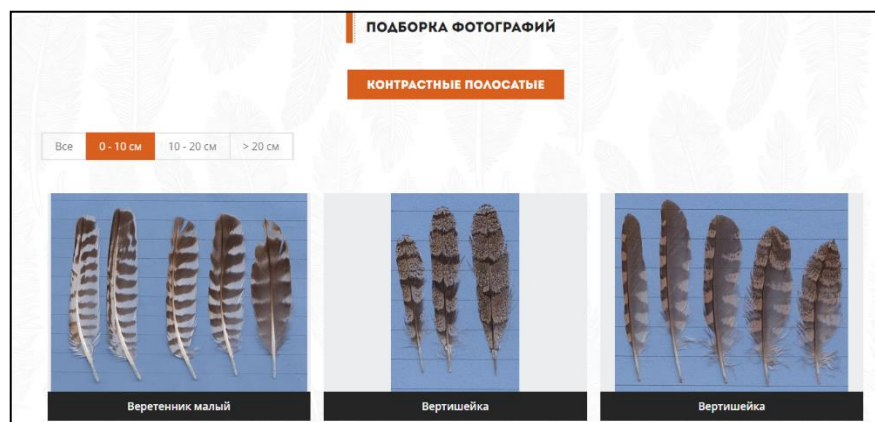 ПОДБОРКА ФОТОГРАФИЙ
КОНТРАСТНЫЕ ПОЛОСАТЫЕ
Все 0 - 10 см 10 - 20 см > 20 см
Веретенник малый Вертишейка Вертишейка